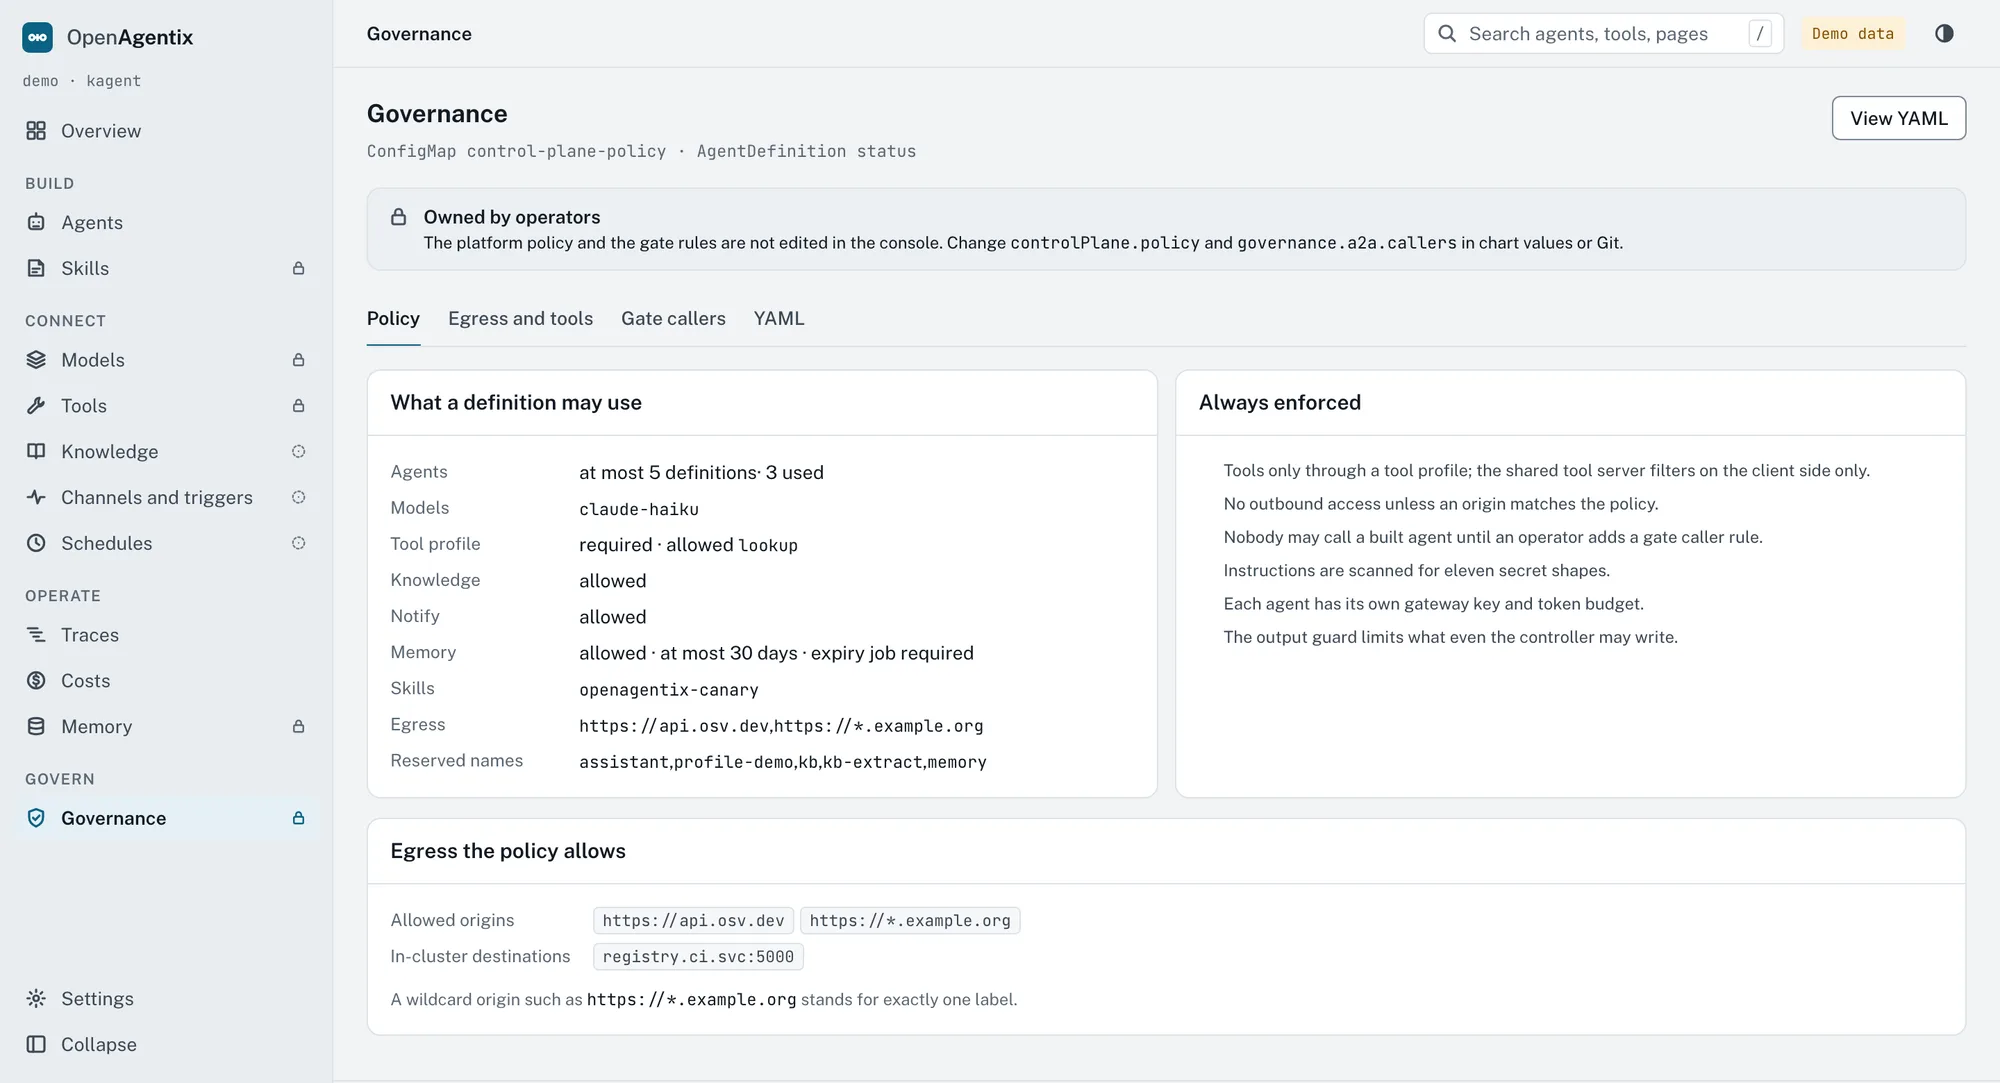 OpenAgentix
demo · kagent
Overview
BUILD
Agents
Skills
CONNECT
Models
Tools
Knowledge
Channels and triggers
Schedules
OPERATE
Traces
Costs
Memory
GOVERN
Governance
Settings
Collapse
Governance
Search agents, tools, pages /
Demo data
Governance
View YAML
ConfigMap control-plane-policy · AgentDefinition status
Owned by operators
The platform policy and the gate rules are not edited in the console. Change controlPlane.policy and governance.a2a.callers in chart values or Git.
Policy Egress and tools Gate callers YAML
What a definition may use
Agents at most 5 definitions· 3 used
Models claude-haiku
Tool profile required · allowed lookup
Knowledge allowed
Notify allowed
Memory allowed · at most 30 days · expiry job required
Skills openagentix-canary
Egress https://api.osv.dev,https://*.example.org
Reserved names assistant,profile-demo,kb,kb-extract,memory
Always enforced
Tools only through a tool profile; the shared tool server filters on the client side only.
No outbound access unless an origin matches the policy.
Nobody may call a built agent until an operator adds a gate caller rule.
Instructions are scanned for eleven secret shapes.
Each agent has its own gateway key and token budget.
The output guard limits what even the controller may write.
Egress the policy allows
Allowed origins https://api.osv.dev https://*.example.org
In-cluster destinations registry.ci.svc:5000
A wildcard origin such as https://*.example.org stands for exactly one label.